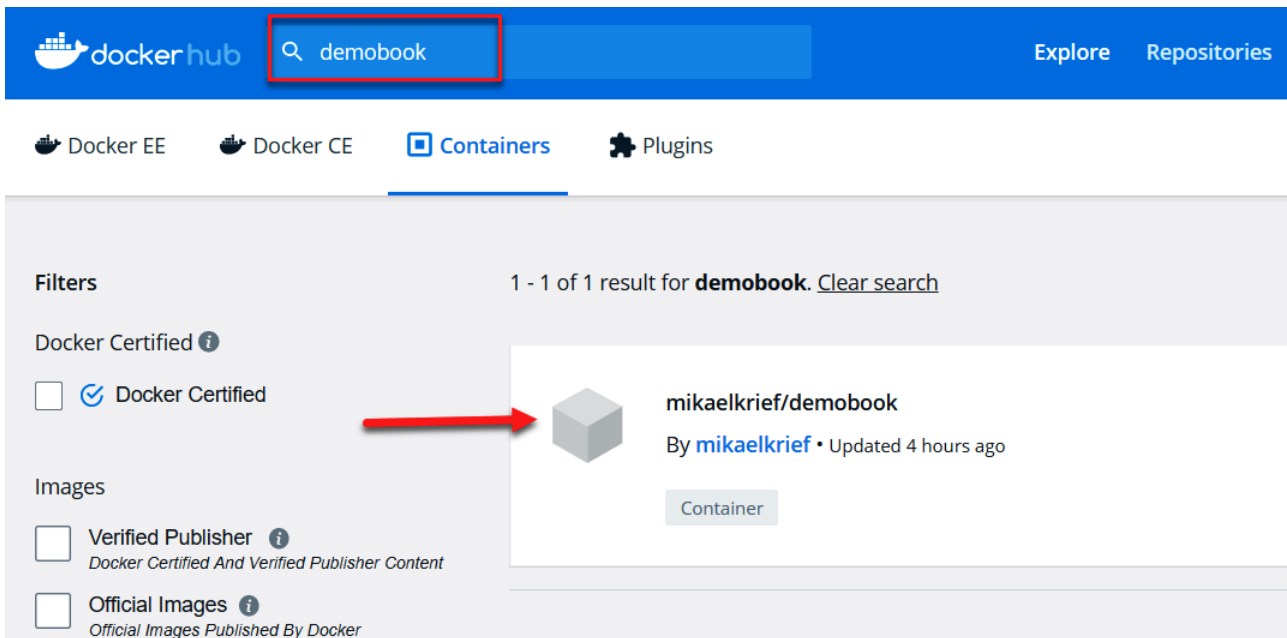 dockerhub
demobook
Explore
Repositories
Docker EE
Docker CE
Containers
Plugins
Filters
Docker Certified
Docker Certified
Images
Verified Publisher
Docker Certified And Verified Publisher Content
Official Images
Official Images Published By Docker
1 - 1 of 1 result for demobook. Clear search
mikaelkrief/demobook
By mikaelkrief • Updated 4 hours ago
Container